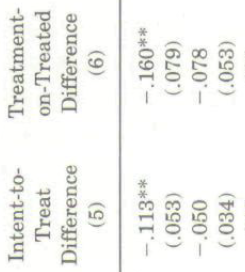 Intent-to-
Treat
Difference
(5)
−.113**
(.053)
−.050
(.034)
Treatment-
on-Treated
Difference
(6)
−.160**
(.079)
−.078
(.053)